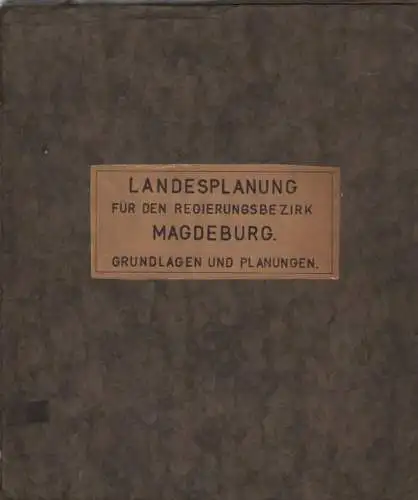 LANDESPLANUNG
FÜR DEN REGIERUNGSBEZIRK
MAGDEBURG.
GRUNDLAGEN UND PLANUNGEN.